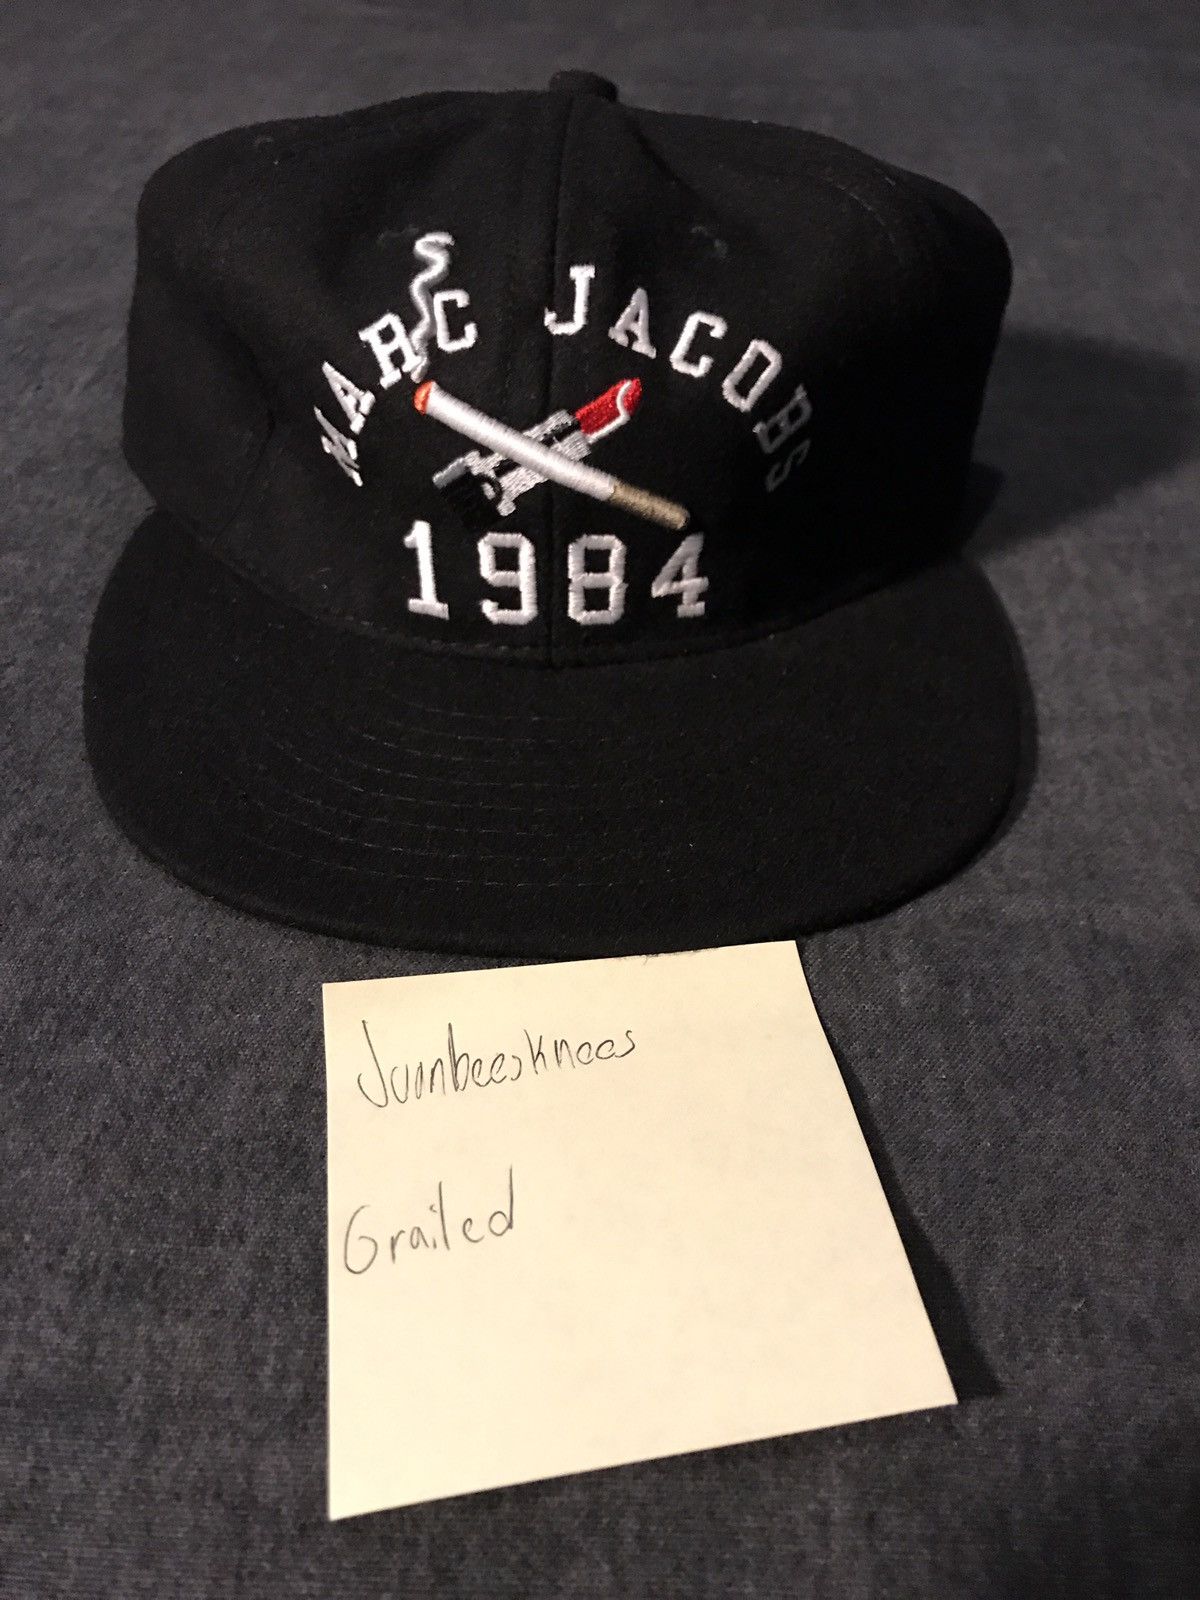 MARC JACOBS
1984
Juanbeesknees
Grailed